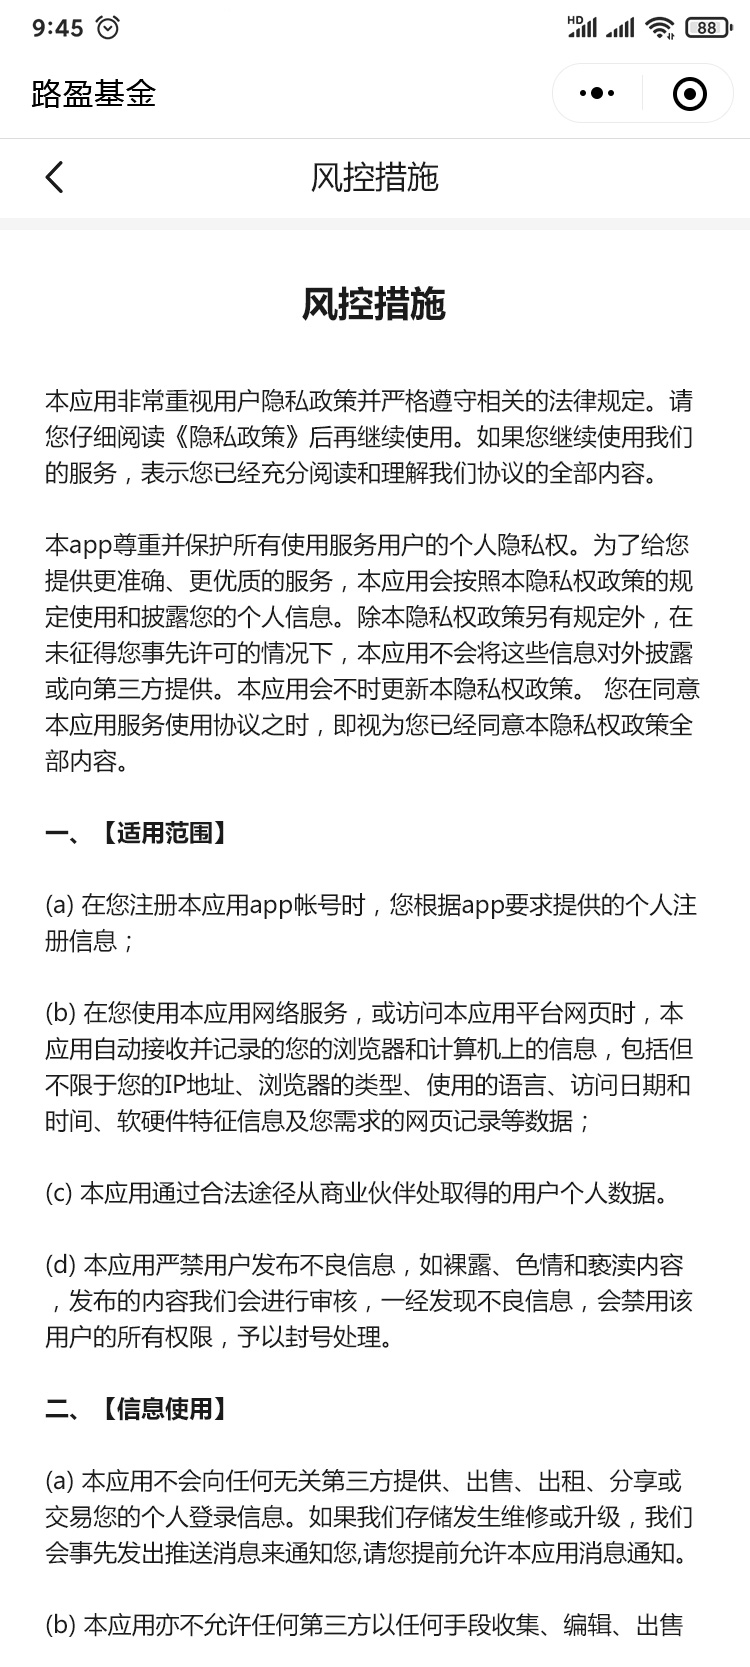 9:45
HD
88
路盈基金
风控措施
风控措施
本应用非常重视用户隐私政策并严格遵守相关的法律规定。请
您仔细阅读《隐私政策》后再继续使用。如果您继续使用我们
的服务，表示您已经充分阅读和理解我们协议的全部内容。
本app尊重并保护所有使用服务用户的个人隐私权。为了给您
提供更准确、更优质的服务，本应用会按照本隐私权政策的规
定使用和披露您的个人信息。除本隐私权政策另有规定外，在
未征得您事先许可的情况下，本应用不会将这些信息对外披露
或向第三方提供。本应用会不时更新本隐私权政策。 您在同意
本应用服务使用协议之时，即视为您已经同意本隐私权政策全
部内容。
一、【适用范围】
(a) 在您注册本应用app帐号时，您根据app要求提供的个人注
册信息；
(b) 在您使用本应用网络服务，或访问本应用平台网页时，本
应用自动接收并记录的您的浏览器和计算机上的信息，包括但
不限于您的IP地址、浏览器的类型、使用的语言、访问日期和
时间、软硬件特征信息及您需求的网页记录等数据；
(c) 本应用通过合法途径从商业伙伴处取得的用户个人数据。
(d) 本应用严禁用户发布不良信息，如裸露、色情和亵渎内容
，发布的内容我们会进行审核，一经发现不良信息，会禁用该
用户的所有权限，予以封号处理。
二、【信息使用】
(a) 本应用不会向任何无关第三方提供、出售、出租、分享或
交易您的个人登录信息。如果我们存储发生维修或升级，我们
会事先发出推送消息来通知您,请您提前允许本应用消息通知。
(b) 本应用亦不允许任何第三方以任何手段收集、编辑、出售